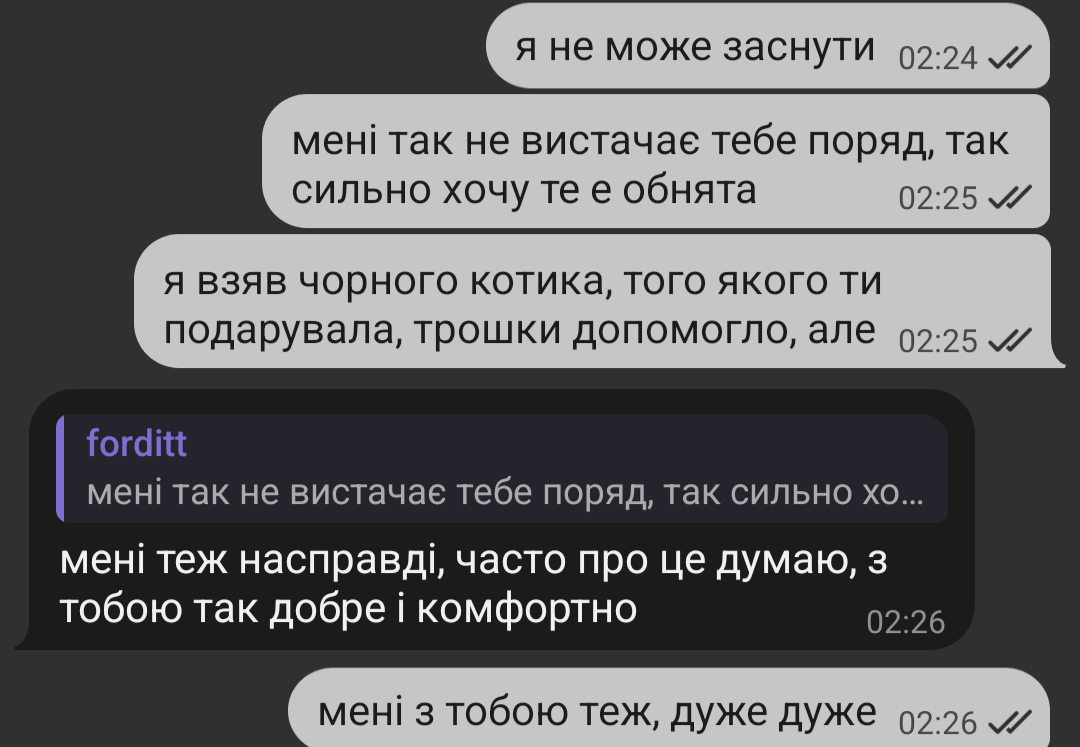 я не може заснути 02:24
мені так не вистачає тебе поряд, так
сильно хочу те е обнята 02:25
я взяв чорного котика, того якого ти
подарувала, трошки допомогло, але 02:25
forditt
мені так не вистачає тебе поряд, так сильно хо...
мені теж насправді, часто про це думаю, з
тобою так добре і комфортно 02:26
мені з тобою теж, дуже дуже 02:26